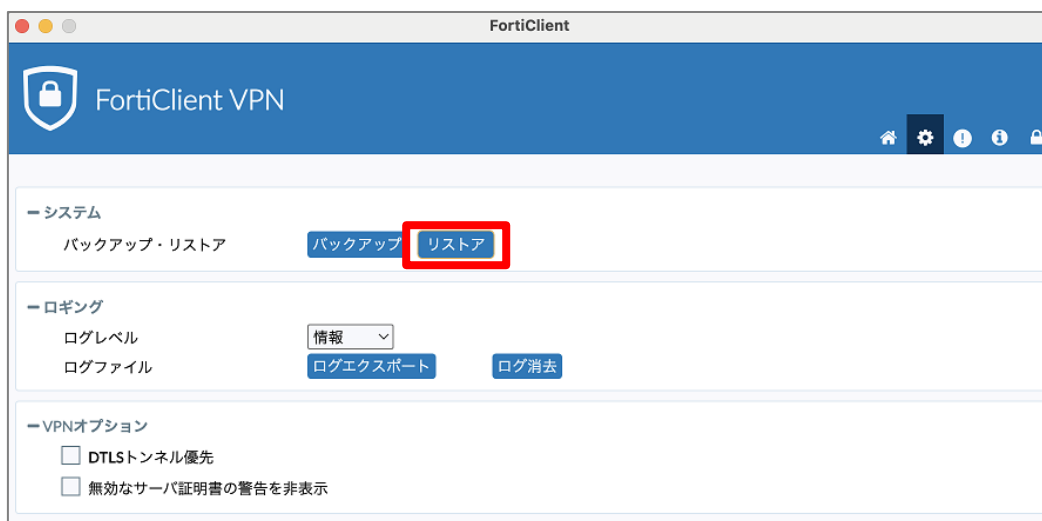 FortiClient
FortiClient VPN
システム
バックアップ・リストア バックアップ リストア
ロギング
ログレベル 情報
ログファイル ログエクスポート ログ消去
VPNオプション
DTLSトンネル優先
無効なサーバ証明書の警告を非表示